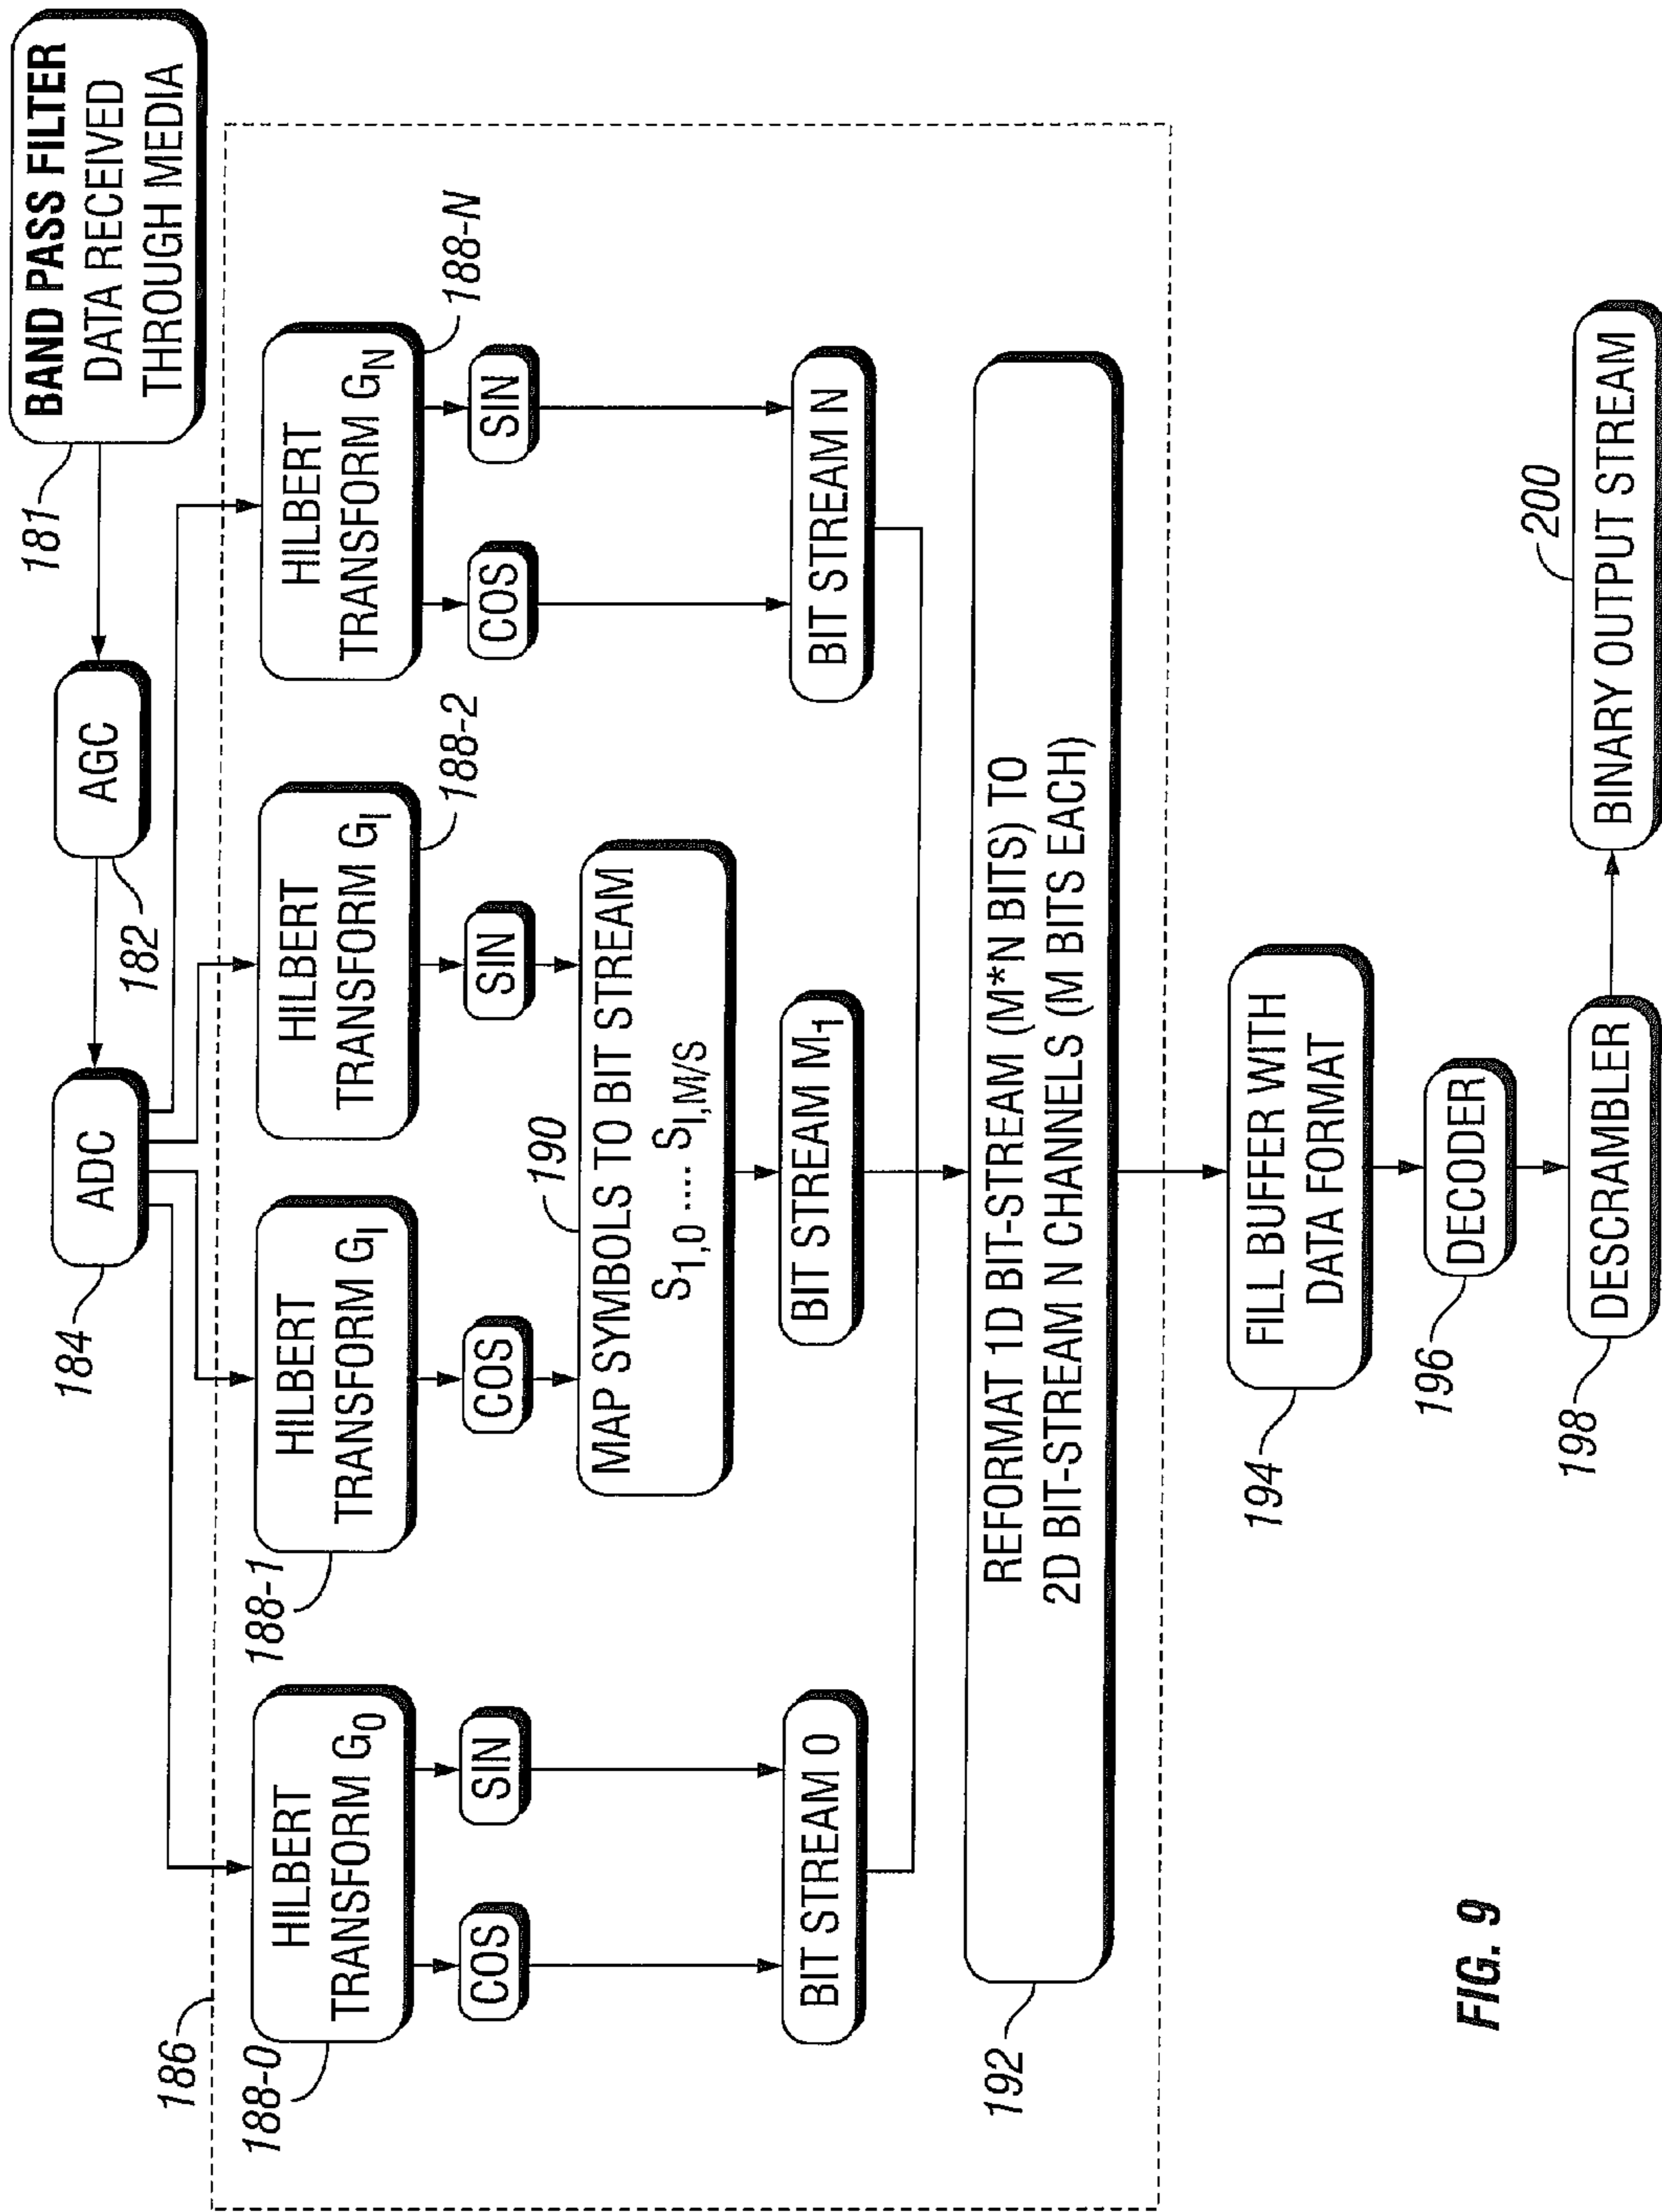 BAND PASS FILTER
DATA RECEIVED
THROUGH MEDIA
181
AGC
182
ADC
184
186
HILBERT
TRANSFORM G0
188-0
HILBERT
TRANSFORM GI
188-1
HILBERT
TRANSFORM GI
188-2
HILBERT
TRANSFORM GN
188-N
COS
SIN
COS
SIN
COS
SIN
190
MAP SYMBOLS TO BIT STREAM
S1,0 .... SI,M/S
BIT STREAM 0
BIT STREAM M1
BIT STREAM N
REFORMAT 1D BIT-STREAM (M*N BITS) TO
2D BIT-STREAM N CHANNELS (M BITS EACH)
192
FILL BUFFER WITH
DATA FORMAT
194
DECODER
196
DESCRAMBLER
198
BINARY OUTPUT STREAM
200
FIG. 9